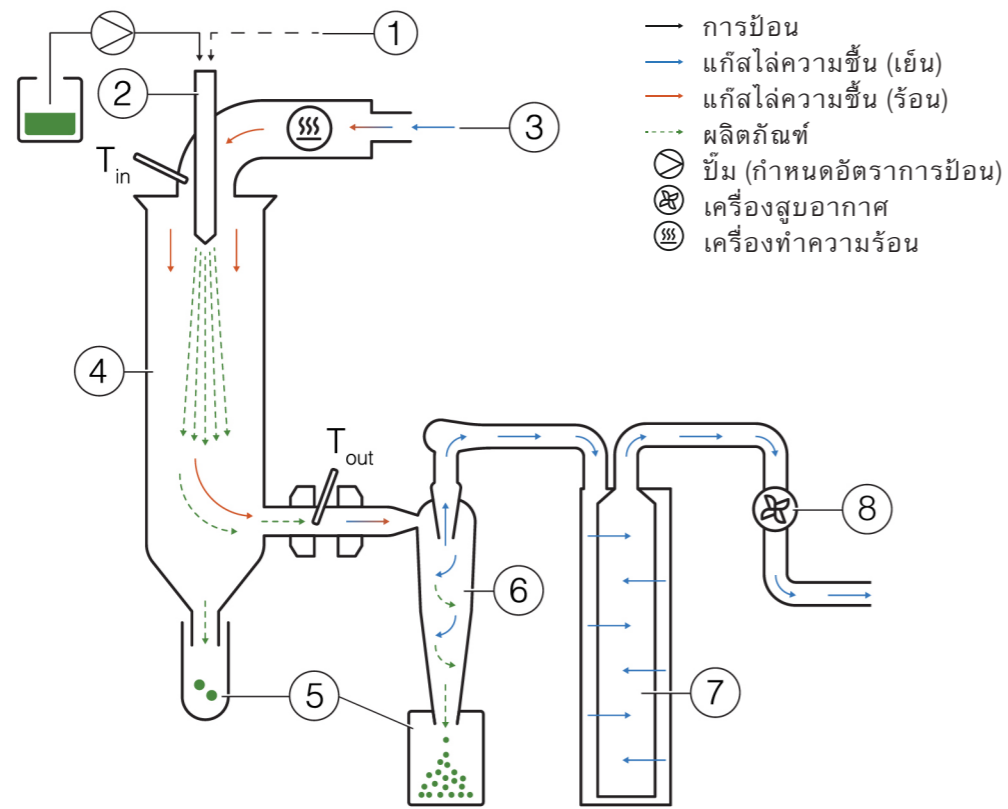 1
2
3
T in
4
T out
5
6
7
8
การป้อน
แก๊สไล่ความชื้น (เย็น)
แก๊สไล่ความชื้น (ร้อน)
ผลิตภัณฑ์
ปั๊ม (กำหนดอัตราการป้อน)
เครื่องสูบอากาศ
เครื่องทำความร้อน